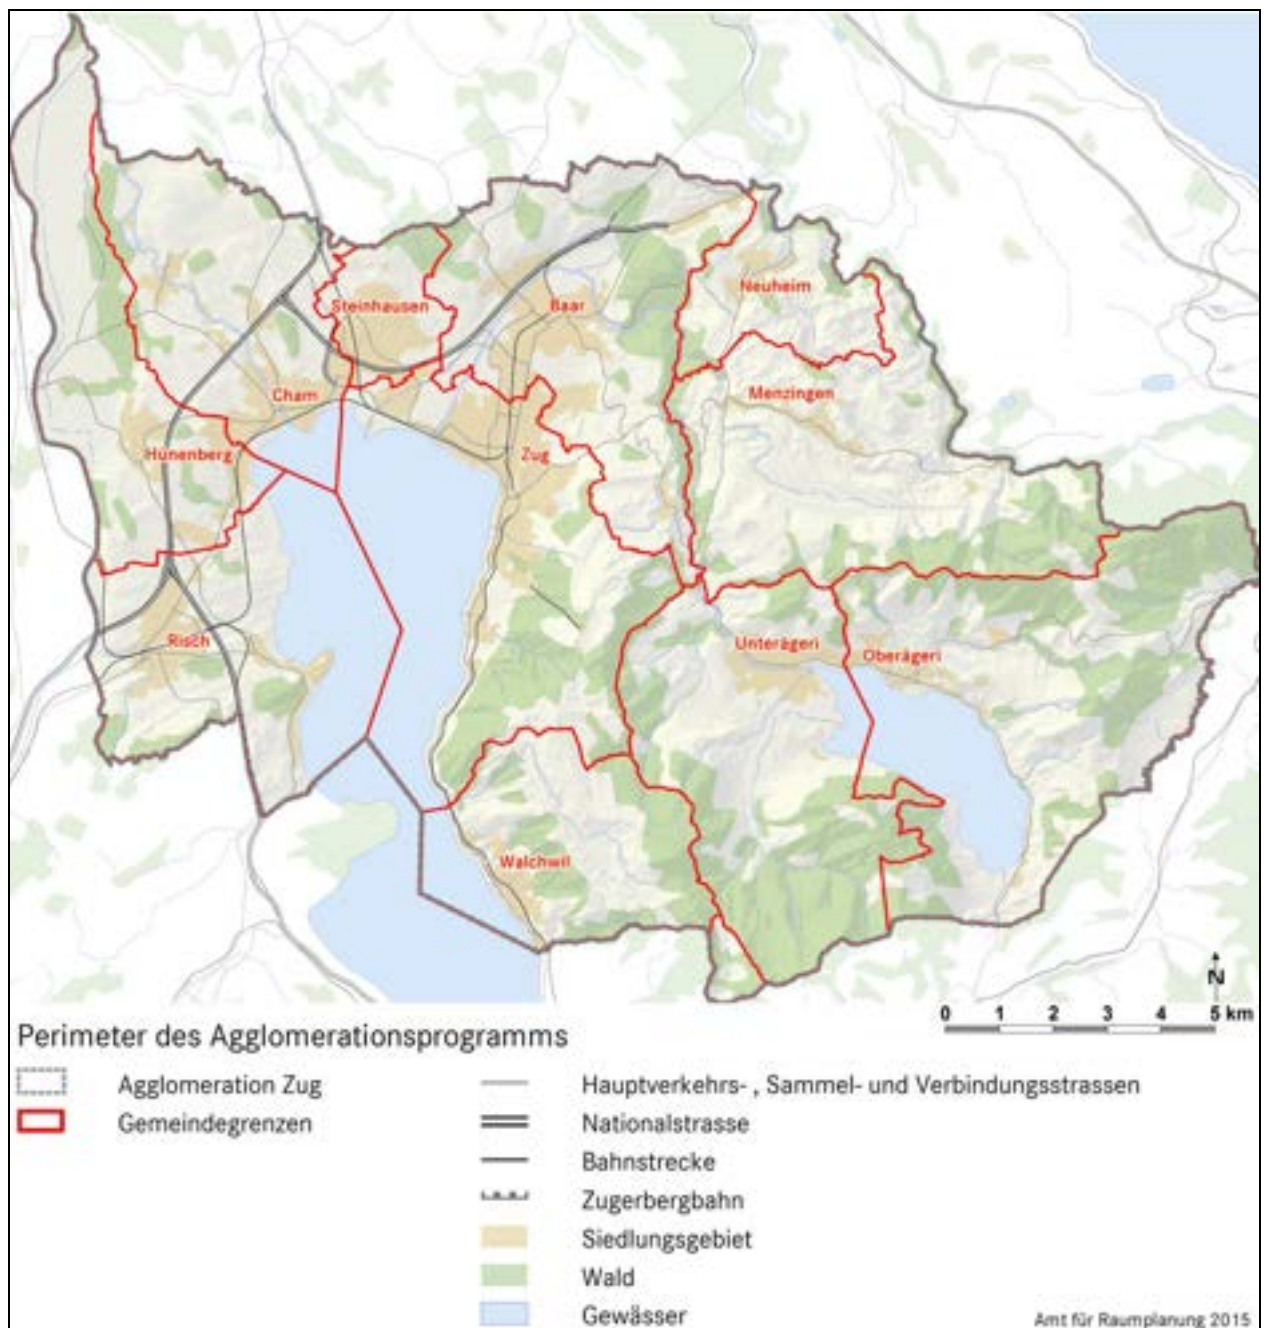 Neuheim
Steinhausen
Baar
Cham
Menzingen
Hünenberg
Zug
Risch
Unterägeri
Oberägeri
Walchwil
N
0 1 2 3 4 5 km
Perimeter des Agglomerationsprogramms
Agglomeration Zug
Gemeindegrenzen
Hauptverkehrs- , Sammel- und Verbindungsstrassen
Nationalstrasse
Bahnstrecke
Zugerbergbahn
Siedlungsgebiet
Wald
Gewässer
Amt für Raumplanung 2015